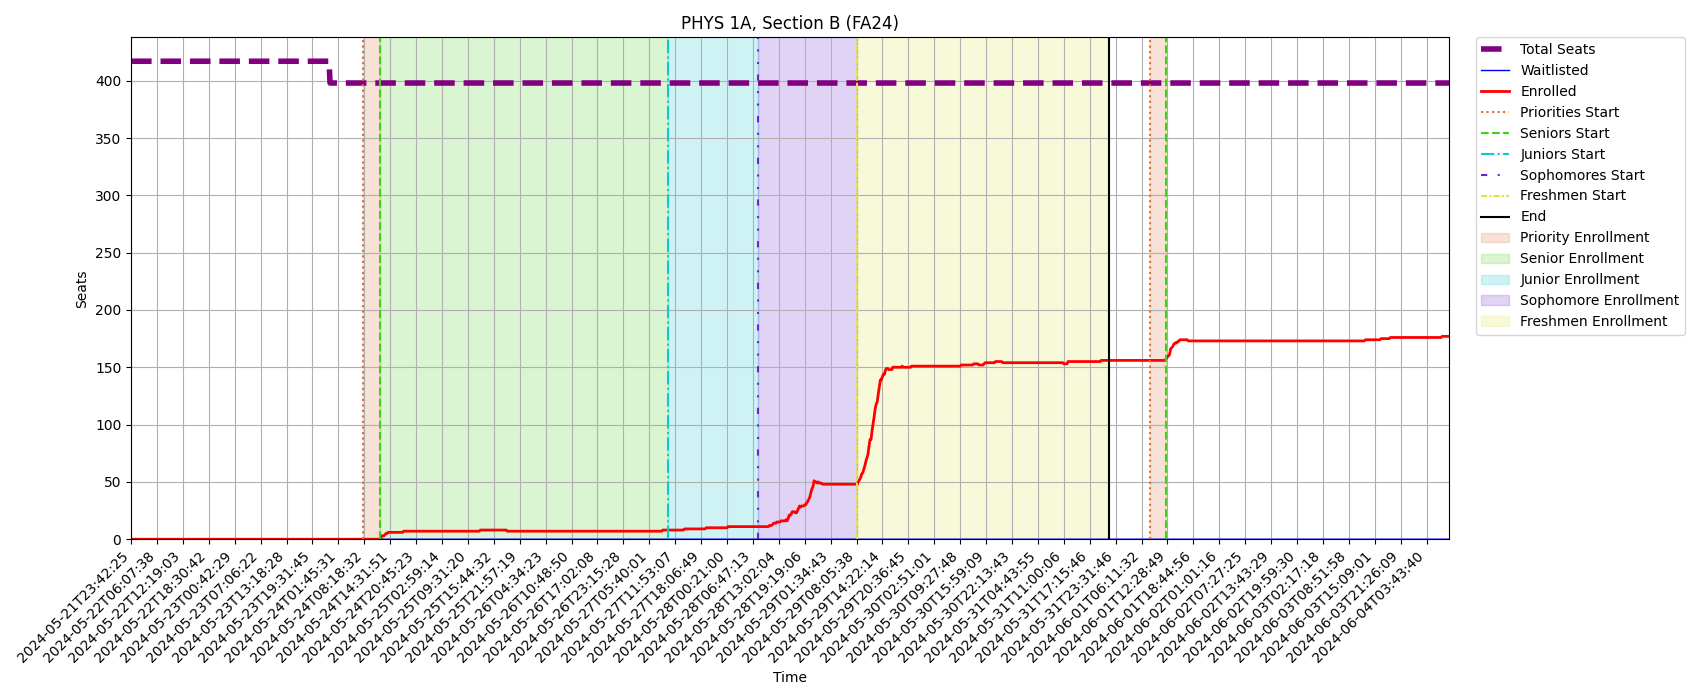 PHYS 1A, Section B (FA24)
Total Seats
Waitlisted
Enrolled
Priorities Start
Seniors Start
Juniors Start
Sophomores Start
Freshmen Start
End
Priority Enrollment
Senior Enrollment
Junior Enrollment
Sophomore Enrollment
Freshmen Enrollment
Seats
400
350
300
250
200
150
100
50
0
2024-05-21T23:42:25
2024-05-22T06:07:38
2024-05-22T12:19:03
2024-05-22T18:30:42
2024-05-23T00:42:29
2024-05-23T07:06:22
2024-05-23T13:18:28
2024-05-23T19:31:45
2024-05-24T01:45:31
2024-05-24T08:18:32
2024-05-24T14:31:51
2024-05-24T20:45:23
2024-05-25T02:59:14
2024-05-25T09:31:20
2024-05-25T15:44:32
2024-05-25T21:57:19
2024-05-26T04:34:23
2024-05-26T10:48:50
2024-05-26T17:02:08
2024-05-26T23:15:28
2024-05-27T05:40:01
2024-05-27T11:53:07
2024-05-27T18:06:49
2024-05-28T00:21:00
2024-05-28T06:47:13
2024-05-28T13:02:04
2024-05-28T19:19:06
2024-05-29T01:34:43
2024-05-29T08:05:38
2024-05-29T14:22:14
2024-05-29T20:36:45
2024-05-30T02:51:01
2024-05-30T09:27:48
2024-05-30T15:59:09
2024-05-30T22:13:43
2024-05-31T04:43:55
2024-05-31T11:00:06
2024-05-31T17:15:46
2024-05-31T23:31:46
2024-06-01T06:11:32
2024-06-01T12:28:49
2024-06-01T18:44:56
2024-06-02T01:01:16
2024-06-02T07:27:25
2024-06-02T13:43:29
2024-06-02T19:59:30
2024-06-03T02:17:18
2024-06-03T08:51:58
2024-06-03T15:09:01
2024-06-03T21:26:09
2024-06-04T03:43:40
Time